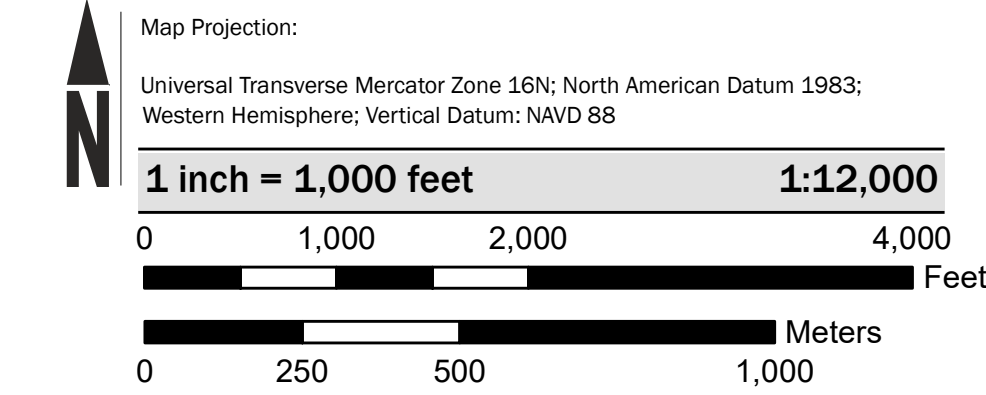 N
Map Projection:
Universal Transverse Mercator Zone 16N; North American Datum 1983;
Western Hemisphere; Vertical Datum: NAVD 88
1 inch = 1,000 feet 1:12,000
0 1,000 2,000 4,000
Feet
Meters
0 250 500 1,000